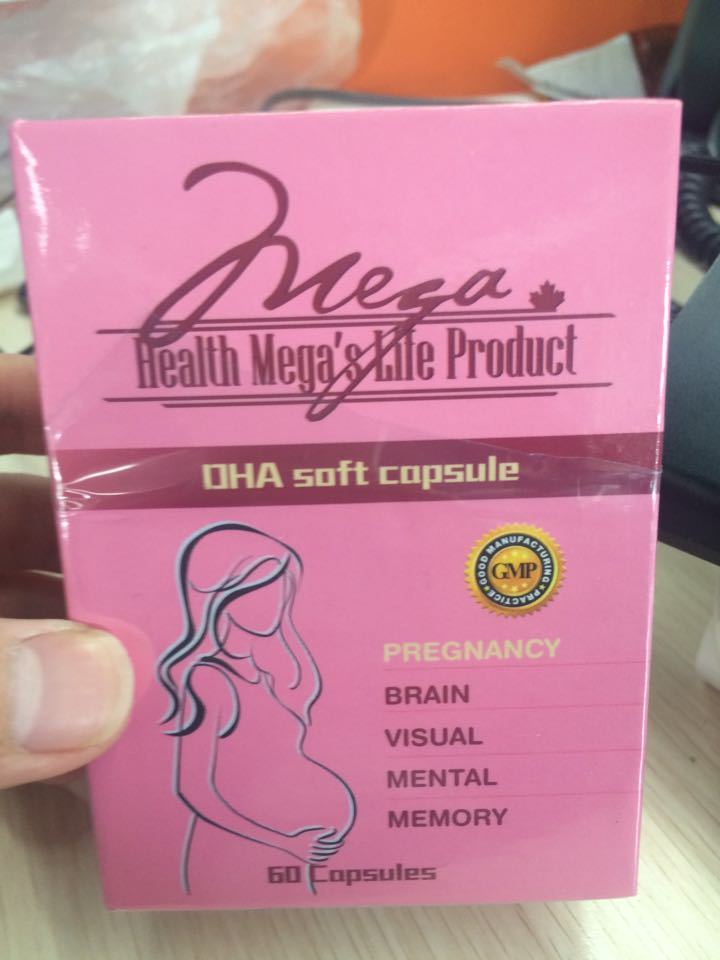 Mega
Health Mega's Life Product
DHA soft capsule
GOOD MANUFACTURING PRACTICE
GMP
PREGNANCY
BRAIN
VISUAL
MENTAL
MEMORY
60 Capsules